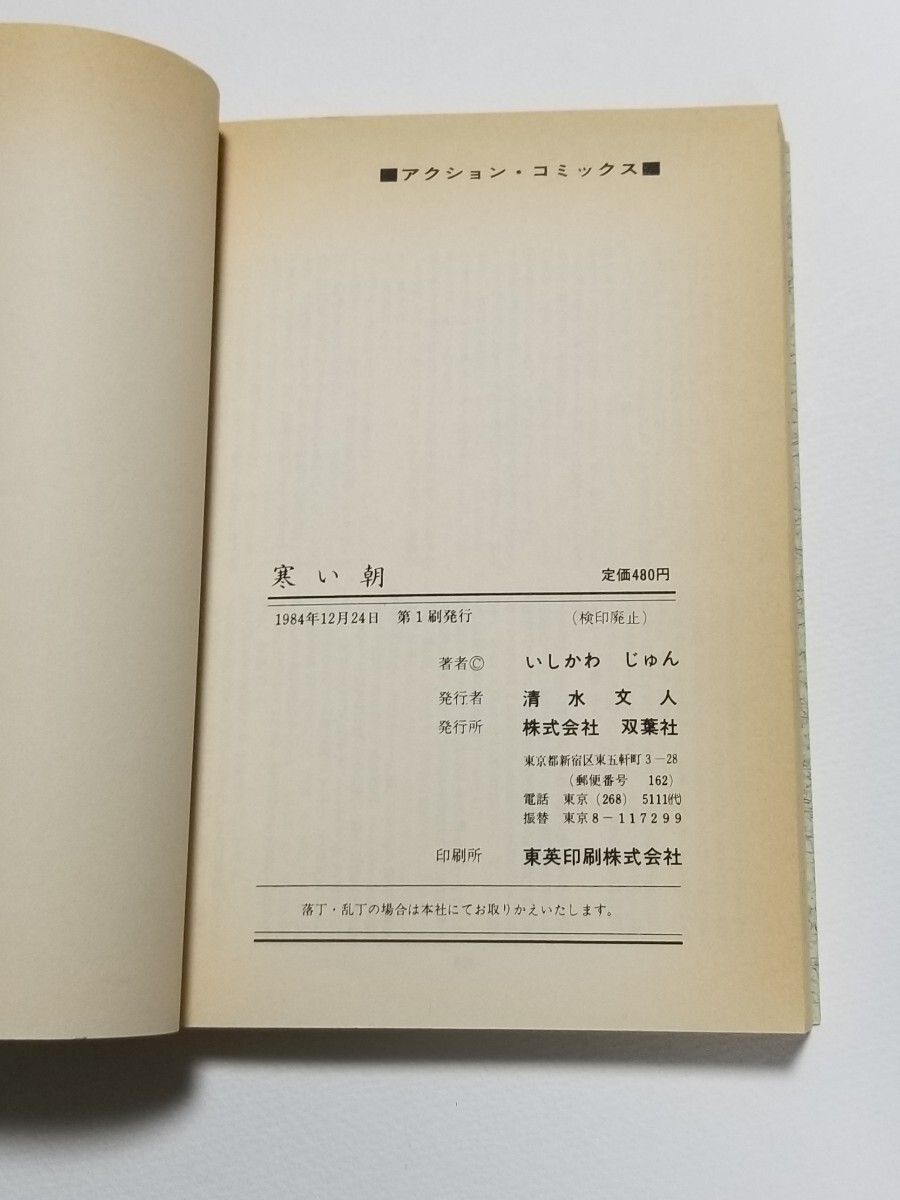 ■アクション・コミックス■
寒い朝 定価480円
1984年12月24日 第1刷発行 (検印廃止)
著者© いしかわ じゅん
発行者 清水文人
発行所 株式会社 双葉社
東京都新宿区東五軒町3-28
(郵便番号 162)
電話 東京(268) 5111(代)
振替 東京8-117299
印刷所 東英印刷株式会社
落丁・乱丁の場合は本社にてお取りかえいたします。